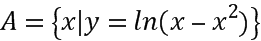 A = {x|y = ln(x − x²)}